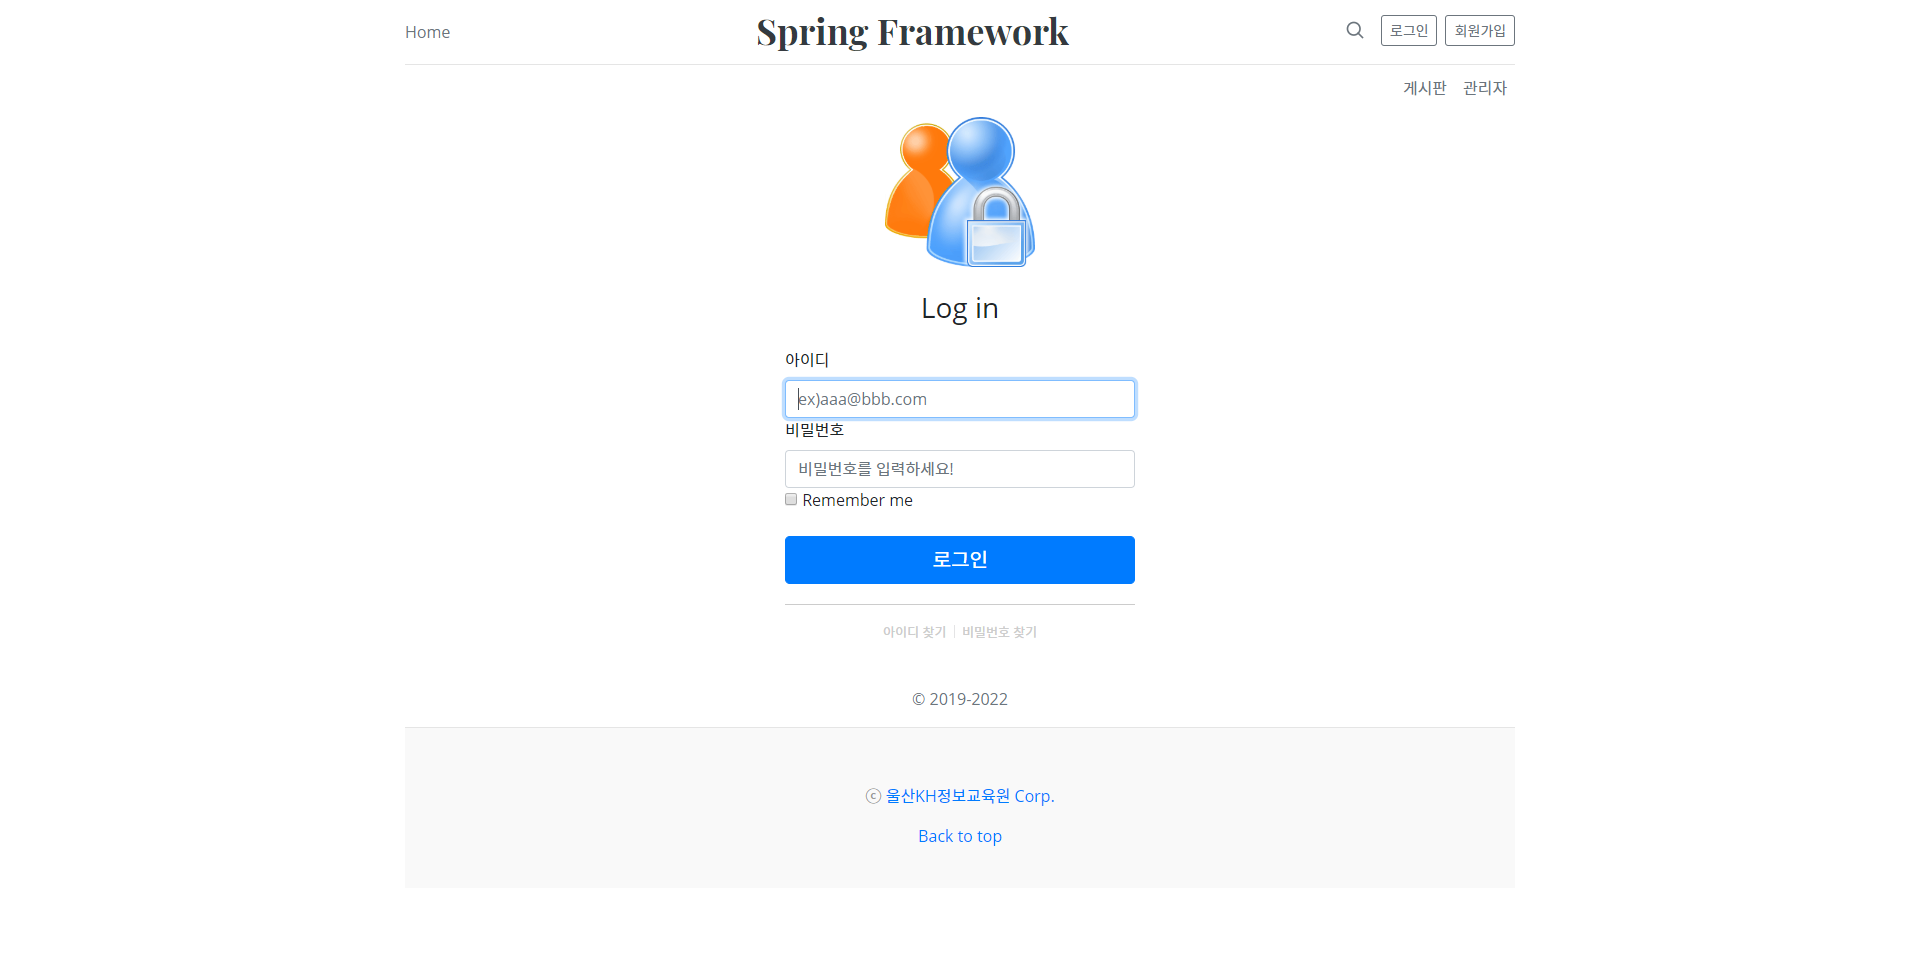 Home
Spring Framework
로그인
회원가입
게시판
관리자
Log in
아이디
ex)aaa@bbb.com
비밀번호
비밀번호를 입력하세요!
Remember me
로그인
아이디 찾기
비밀번호 찾기
© 2019-2022
ⓒ 울산KH정보교육원 Corp.
Back to top